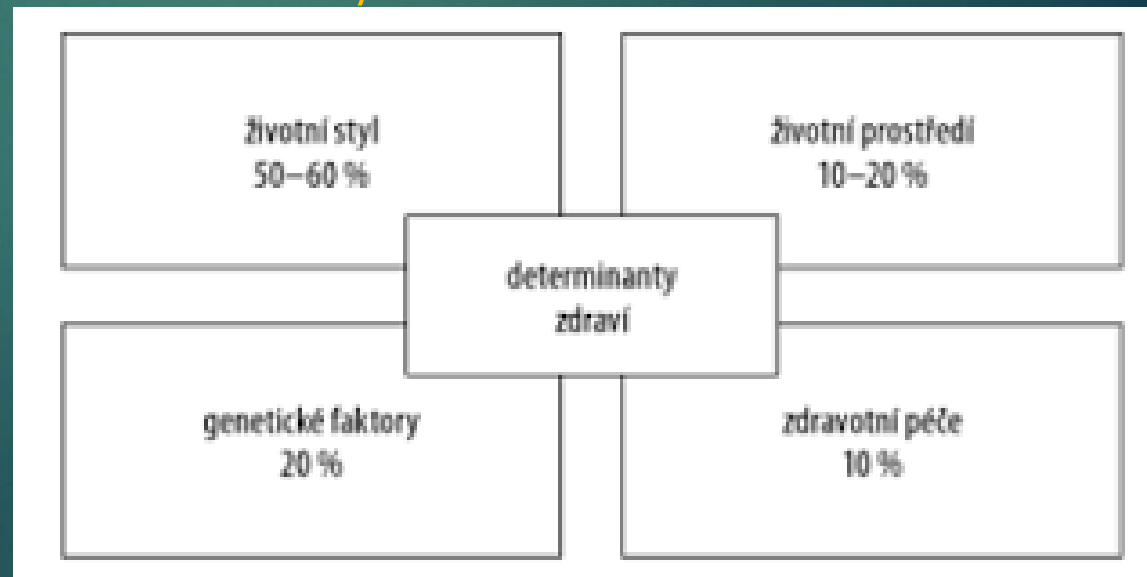 životní styl
50–60 %
životní prostředí
10–20 %
determinanty
zdraví
genetické faktory
20 %
zdravotní péče
10 %